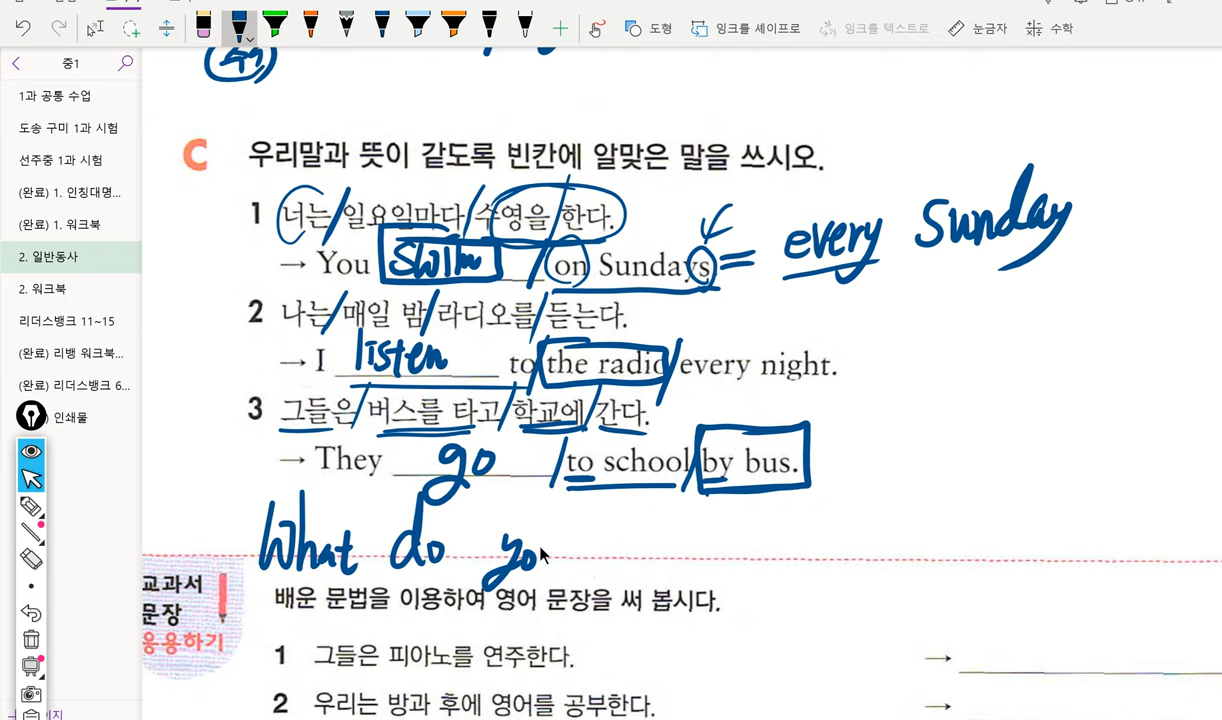 도형
잉크를 셰이프로
잉크를 텍스트로
눈금자
수학
중1
1과 공통 수업
도송 구미 1과 시험
선주중 1과 시험
(완료) 1. 인칭대명...
(완료) 1. 워크북
2. 일반동사
2. 워크북
리더스뱅크 11~15
(완료) 리뱅 워크북...
(완료) 리더스뱅크 6...
인쇄물
C 우리말과 뜻이 같도록 빈칸에 알맞은 말을 쓰시오.
1 너는/일요일마다/수영을/한다.
→ You swim / on Sundays = every Sunday
2 나는/매일 밤/라디오를/듣는다.
→ I listen to/the radio/every night.
3 그들은/버스를 타고/학교에/간다.
→ They go /to school/by bus.
What do yo
교과서
문장
응용하기
배운 문법을 이용하여 영어 문장을 써 봅시다.
1 그들은 피아노를 연주한다. →
2 우리는 방과 후에 영어를 공부한다. →